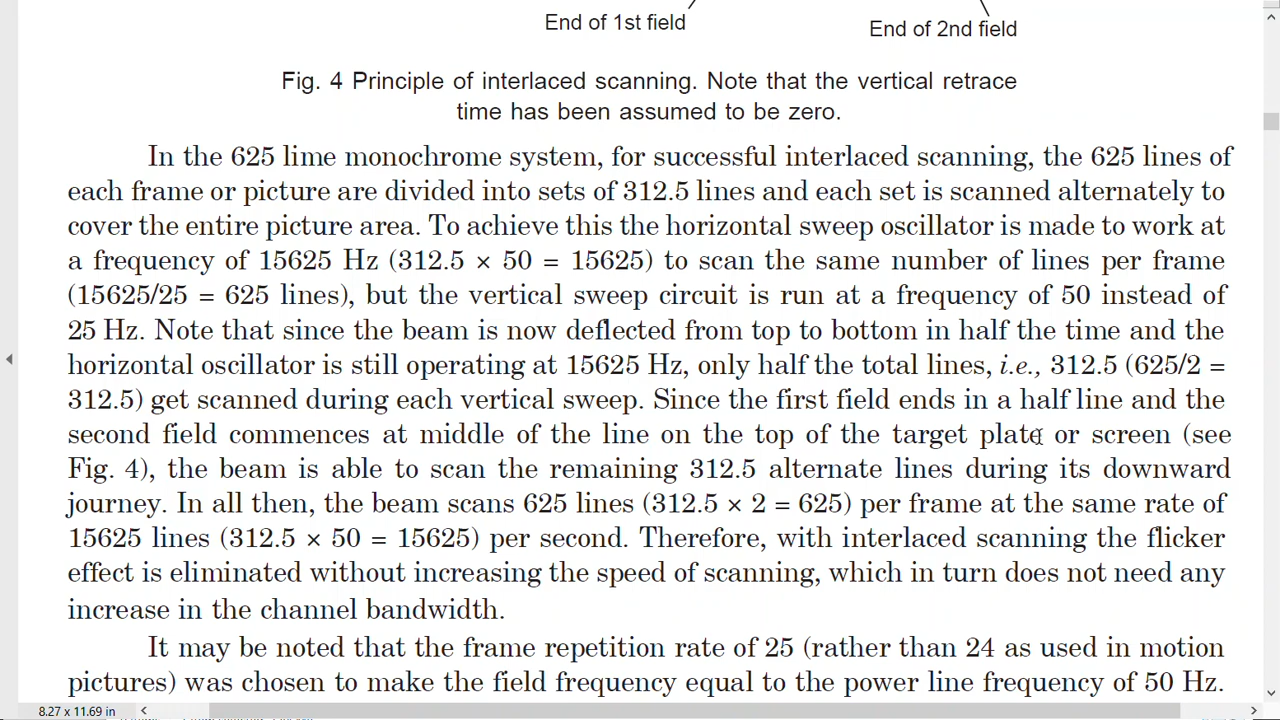 End of 1st field
End of 2nd field
Fig. 4 Principle of interlaced scanning. Note that the vertical retrace
time has been assumed to be zero.
In the 625 lime monochrome system, for successful interlaced scanning, the 625 lines of
each frame or picture are divided into sets of 312.5 lines and each set is scanned alternately to
cover the entire picture area. To achieve this the horizontal sweep oscillator is made to work at
a frequency of 15625 Hz (312.5 × 50 = 15625) to scan the same number of lines per frame
(15625/25 = 625 lines), but the vertical sweep circuit is run at a frequency of 50 instead of
25 Hz. Note that since the beam is now deflected from top to bottom in half the time and the
horizontal oscillator is still operating at 15625 Hz, only half the total lines, i.e., 312.5 (625/2 =
312.5) get scanned during each vertical sweep. Since the first field ends in a half line and the
second field commences at middle of the line on the top of the target plate or screen (see
Fig. 4), the beam is able to scan the remaining 312.5 alternate lines during its downward
journey. In all then, the beam scans 625 lines (312.5 × 2 = 625) per frame at the same rate of
15625 lines (312.5 × 50 = 15625) per second. Therefore, with interlaced scanning the flicker
effect is eliminated without increasing the speed of scanning, which in turn does not need any
increase in the channel bandwidth.
It may be noted that the frame repetition rate of 25 (rather than 24 as used in motion
pictures) was chosen to make the field frequency equal to the power line frequency of 50 Hz.
8.27 x 11.69 in